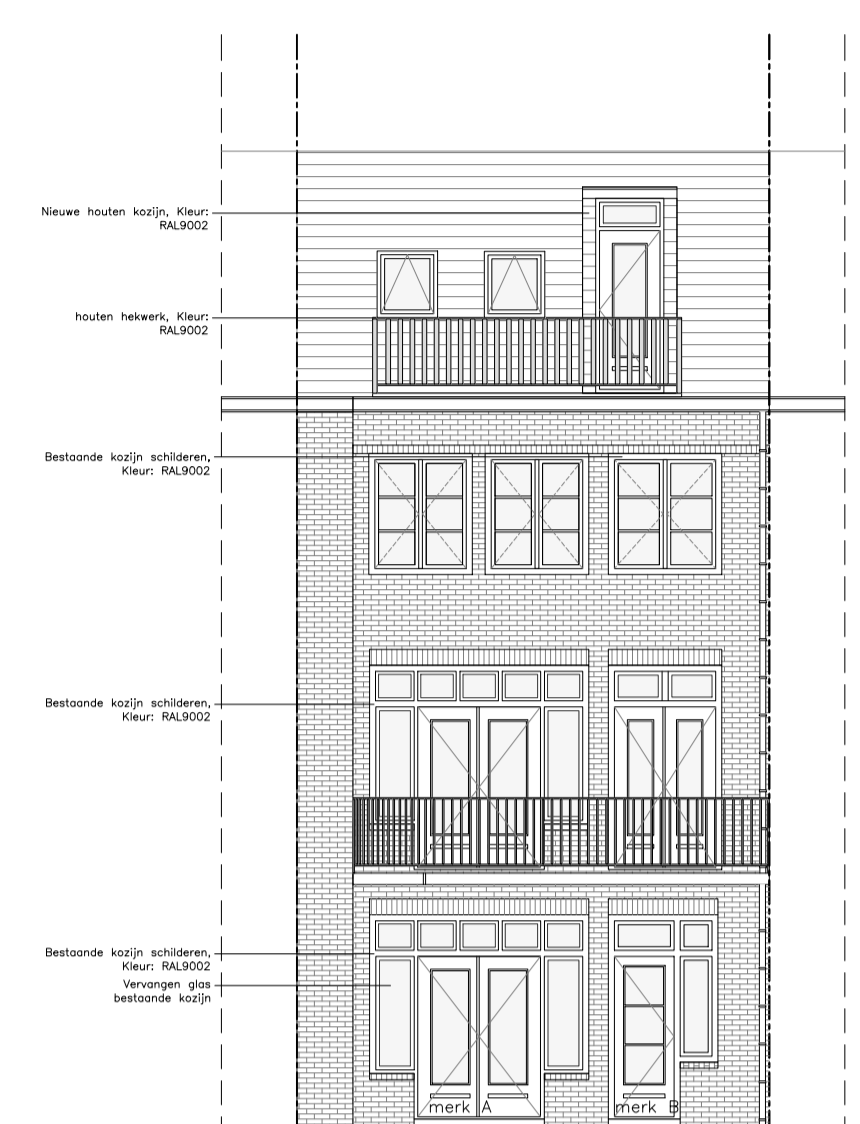 Nieuwe houten kozijn, Kleur:
RAL9002
houten hekwerk, Kleur:
RAL9002
Bestaande kozijn schilderen,
Kleur: RAL9002
Bestaande kozijn schilderen,
Kleur: RAL9002
Bestaande kozijn schilderen,
Kleur: RAL9002
Vervangen glas
bestaande kozijn
merk A
merk B